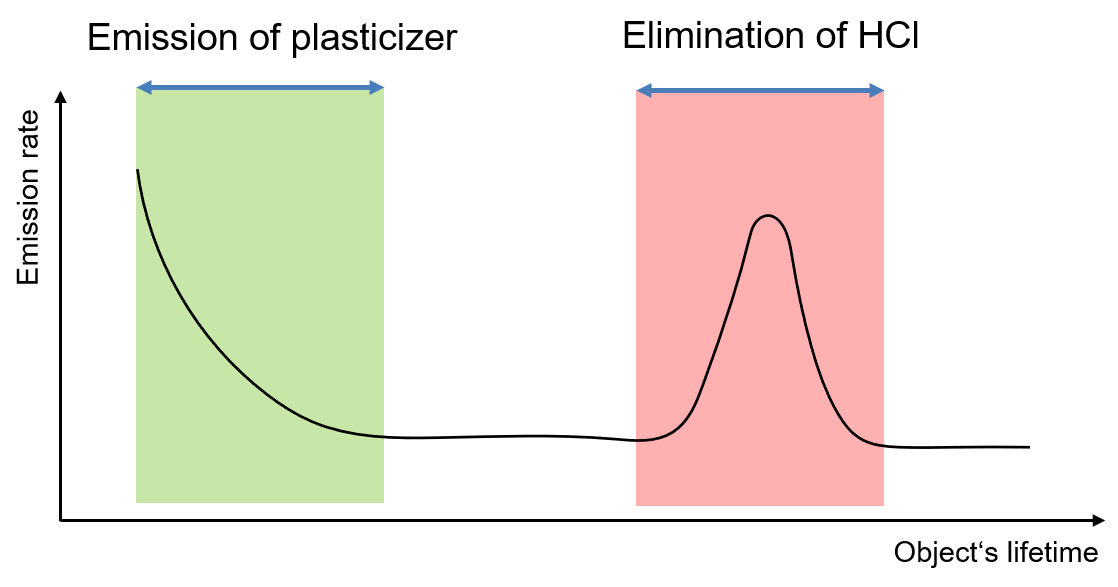 Emission of plasticizer
Elimination of HCl
Emission rate
Object‘s lifetime